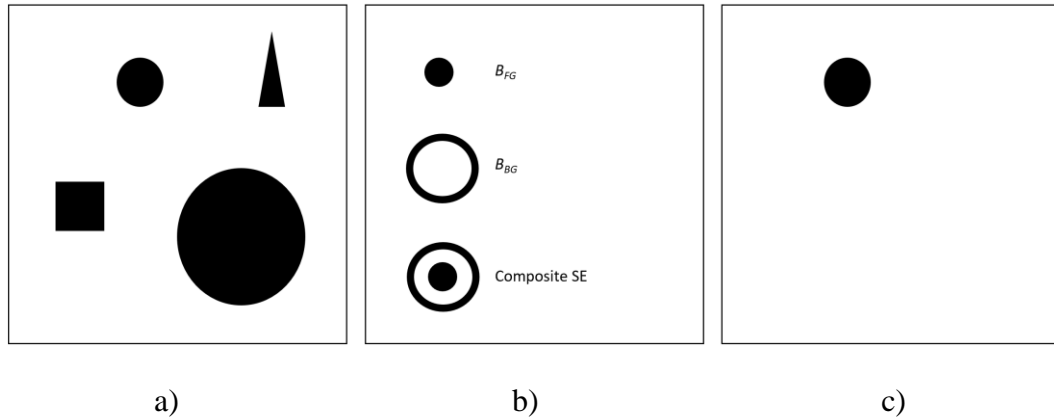 B_FG
B_BG
Composite SE
a)
b)
c)